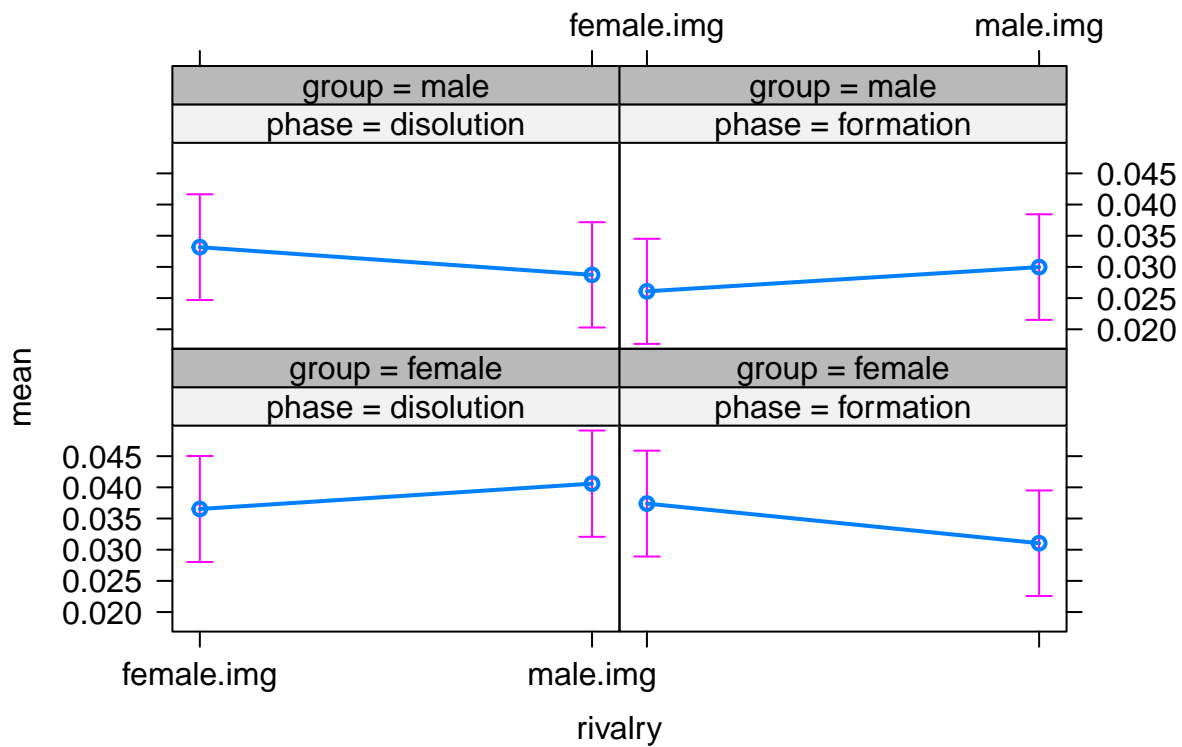 female.img male.img
group = male group = male
phase = disolution phase = formation
0.045
0.040
0.035
0.030
0.025
0.020
group = female group = female
phase = disolution phase = formation
mean
0.045
0.040
0.035
0.030
0.025
0.020
female.img male.img
rivalry